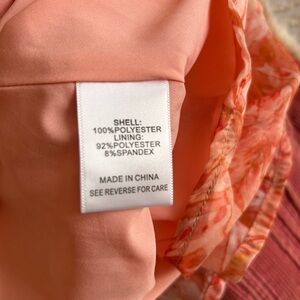 SHELL:
100%POLYESTER
LINING:
92%POLYESTER
8%SPANDEX
MADE IN CHINA
SEE REVERSE FOR CARE